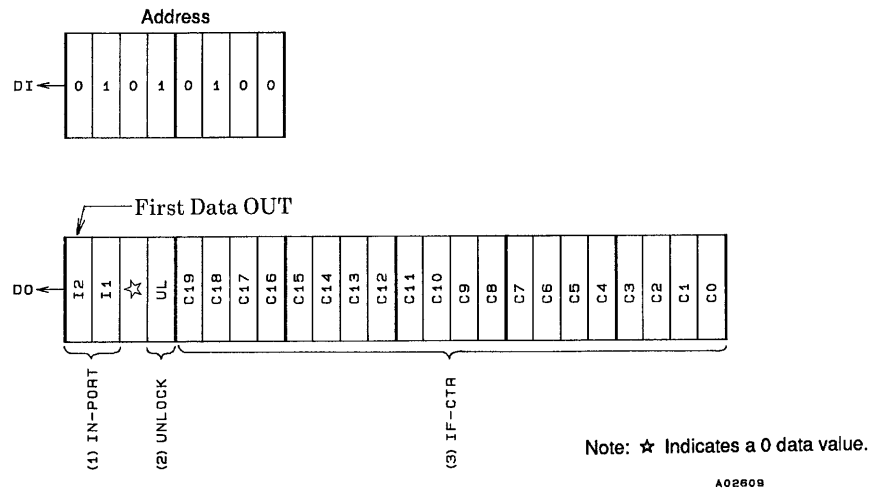 Address
DI 0 1 0 1 0 1 0 0
First Data OUT
DO I2 I1 ☆ UL C19 C18 C17 C16 C15 C14 C13 C12 C11 C10 C9 C8 C7 C6 C5 C4 C3 C2 C1 C0
(1) IN-PORT
(2) UNLOCK
(3) IF-CTR
Note: ☆ Indicates a 0 data value.
A02609